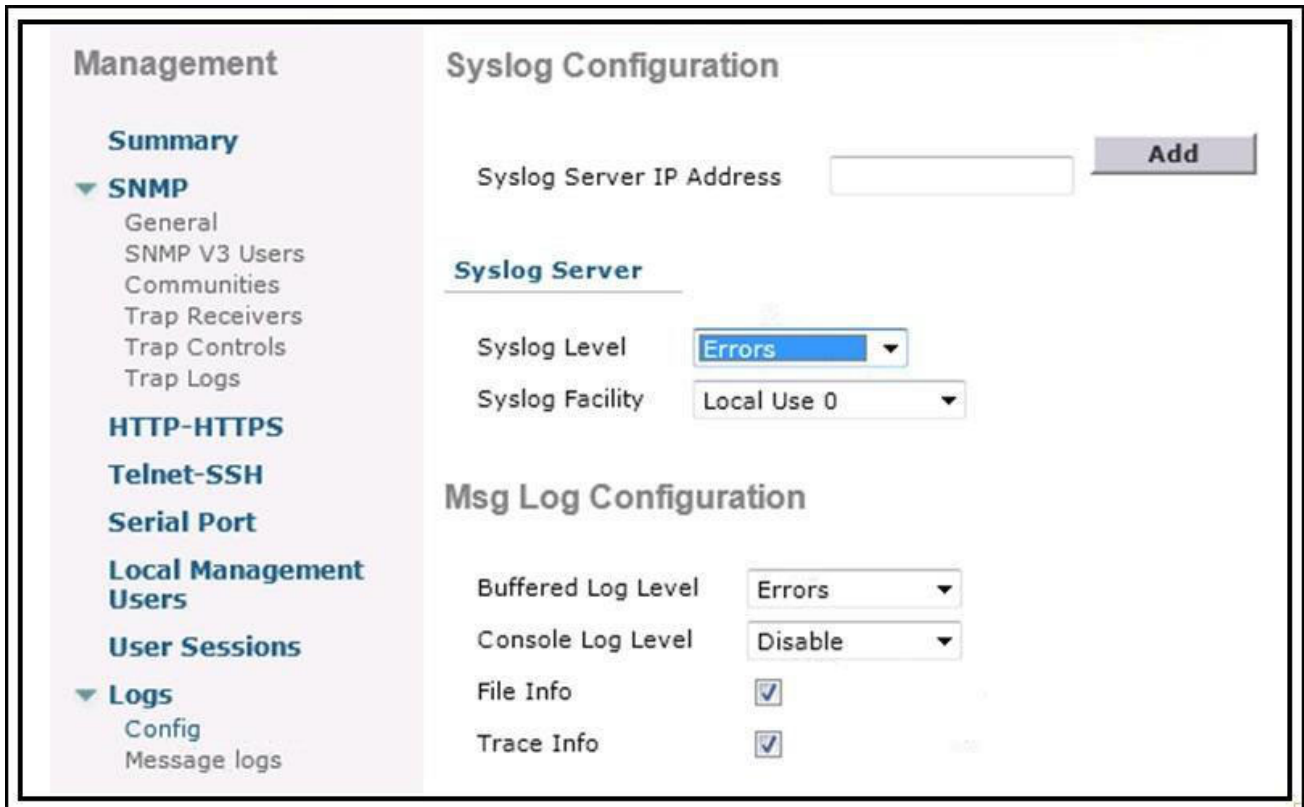 Management
Summary
SNMP
General
SNMP V3 Users
Communities
Trap Receivers
Trap Controls
Trap Logs
HTTP-HTTPS
Telnet-SSH
Serial Port
Local Management
Users
User Sessions
Logs
Config
Message logs
Syslog Configuration
Syslog Server IP Address
Add
Syslog Server
Syslog Level Errors
Syslog Facility Local Use 0
Msg Log Configuration
Buffered Log Level Errors
Console Log Level Disable
File Info
Trace Info